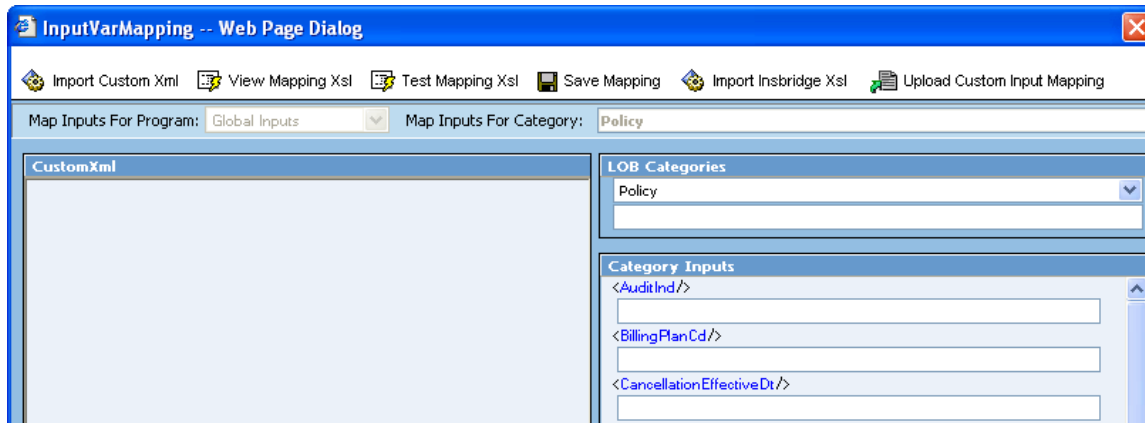 InputVarMapping -- Web Page Dialog
Import Custom Xml View Mapping Xsl Test Mapping Xsl Save Mapping Import Insbridge Xsl Upload Custom Input Mapping
Map Inputs For Program: Global Inputs Map Inputs For Category: Policy
CustomXml
LOB Categories
Policy
Category Inputs
<AuditInd/>
<BillingPlanCd/>
<CancellationEffectiveDt/>